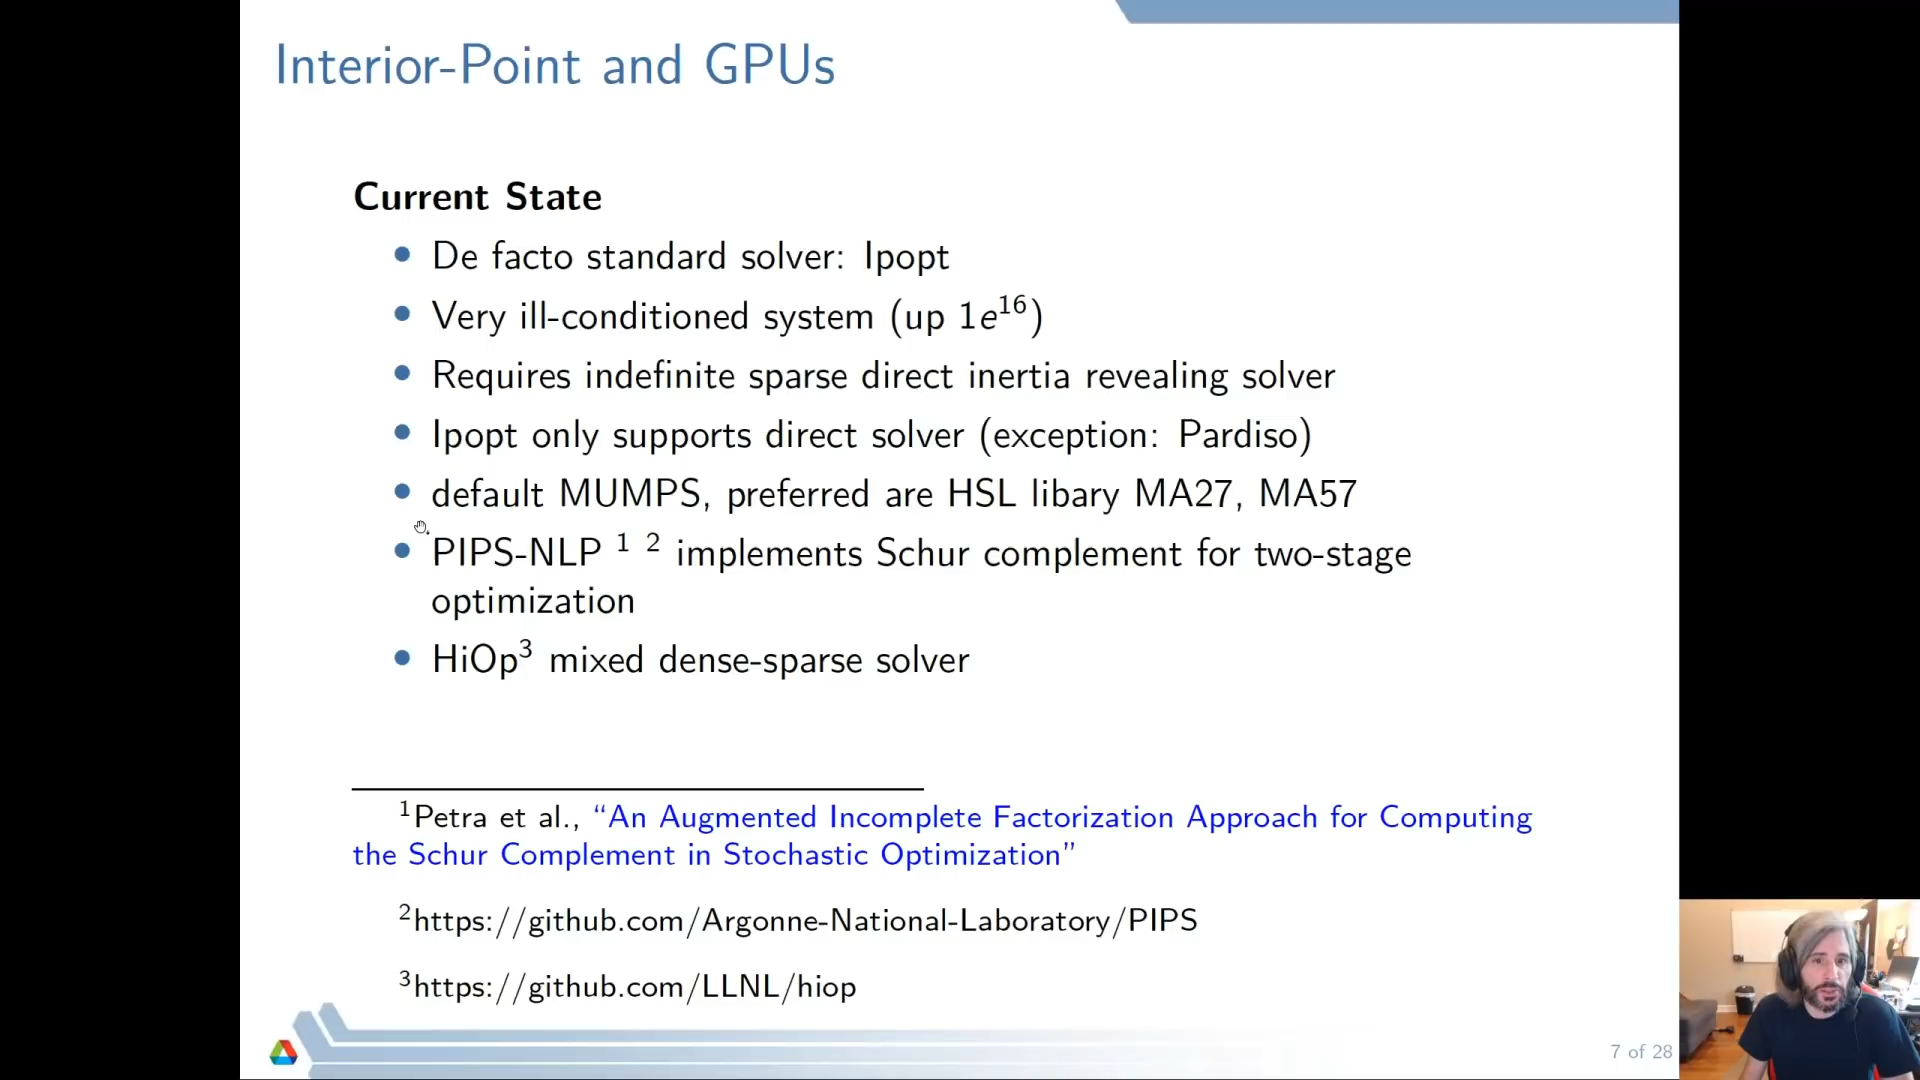 Interior-Point and GPUs
Current State
• De facto standard solver: Ipopt
• Very ill-conditioned system (up 1e¹⁶)
• Requires indefinite sparse direct inertia revealing solver
• Ipopt only supports direct solver (exception: Pardiso)
• default MUMPS, preferred are HSL libary MA27, MA57
• PIPS-NLP ¹ ² implements Schur complement for two-stage
optimization
• HiOp³ mixed dense-sparse solver
¹Petra et al., “An Augmented Incomplete Factorization Approach for Computing
the Schur Complement in Stochastic Optimization”
²https://github.com/Argonne-National-Laboratory/PIPS
³https://github.com/LLNL/hiop
7 of 28